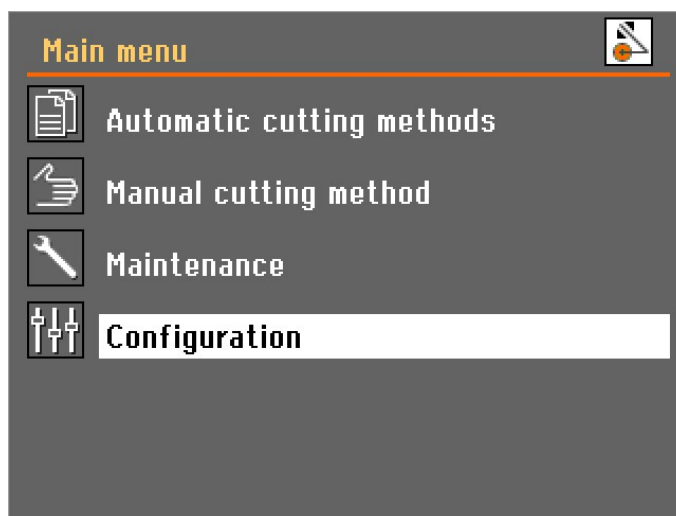 Main menu
Automatic cutting methods
Manual cutting method
Maintenance
Configuration